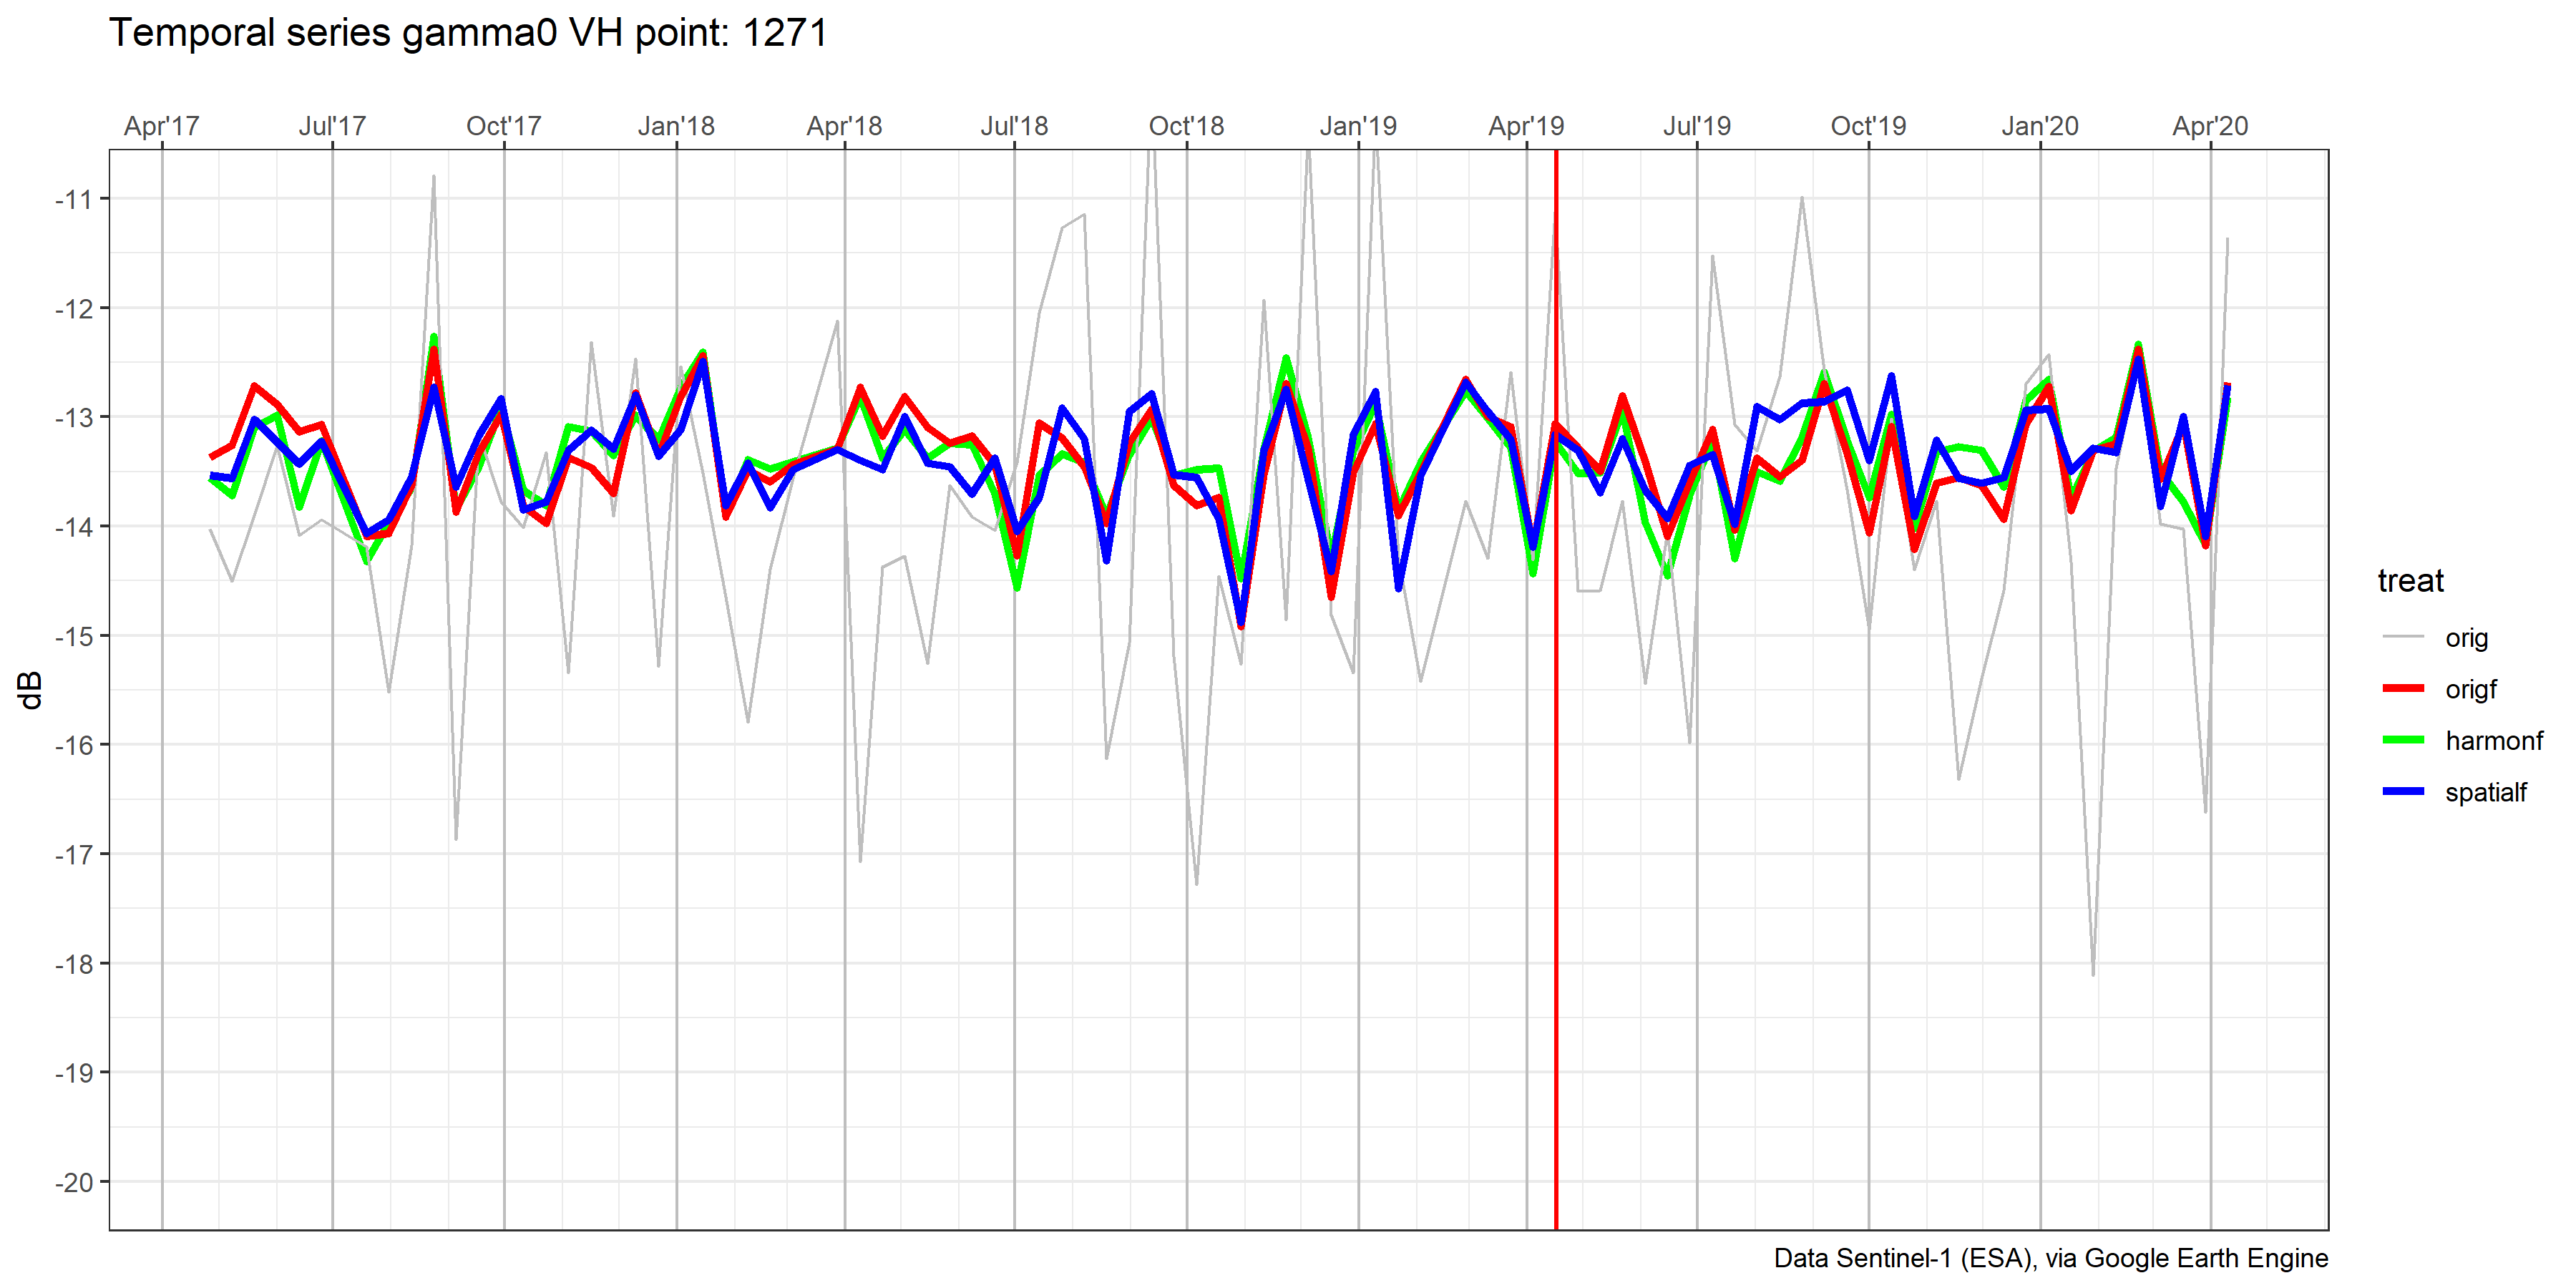 Temporal series gamma0 VH point: 1271
Apr'17 Jul'17 Oct'17 Jan'18 Apr'18 Jul'18 Oct'18 Jan'19 Apr'19 Jul'19 Oct'19 Jan'20 Apr'20
-11
-12
-13
-14
-15
-16
-17
-18
-19
-20
dB
treat
orig
origf
harmonf
spatialf
Data Sentinel-1 (ESA), via Google Earth Engine